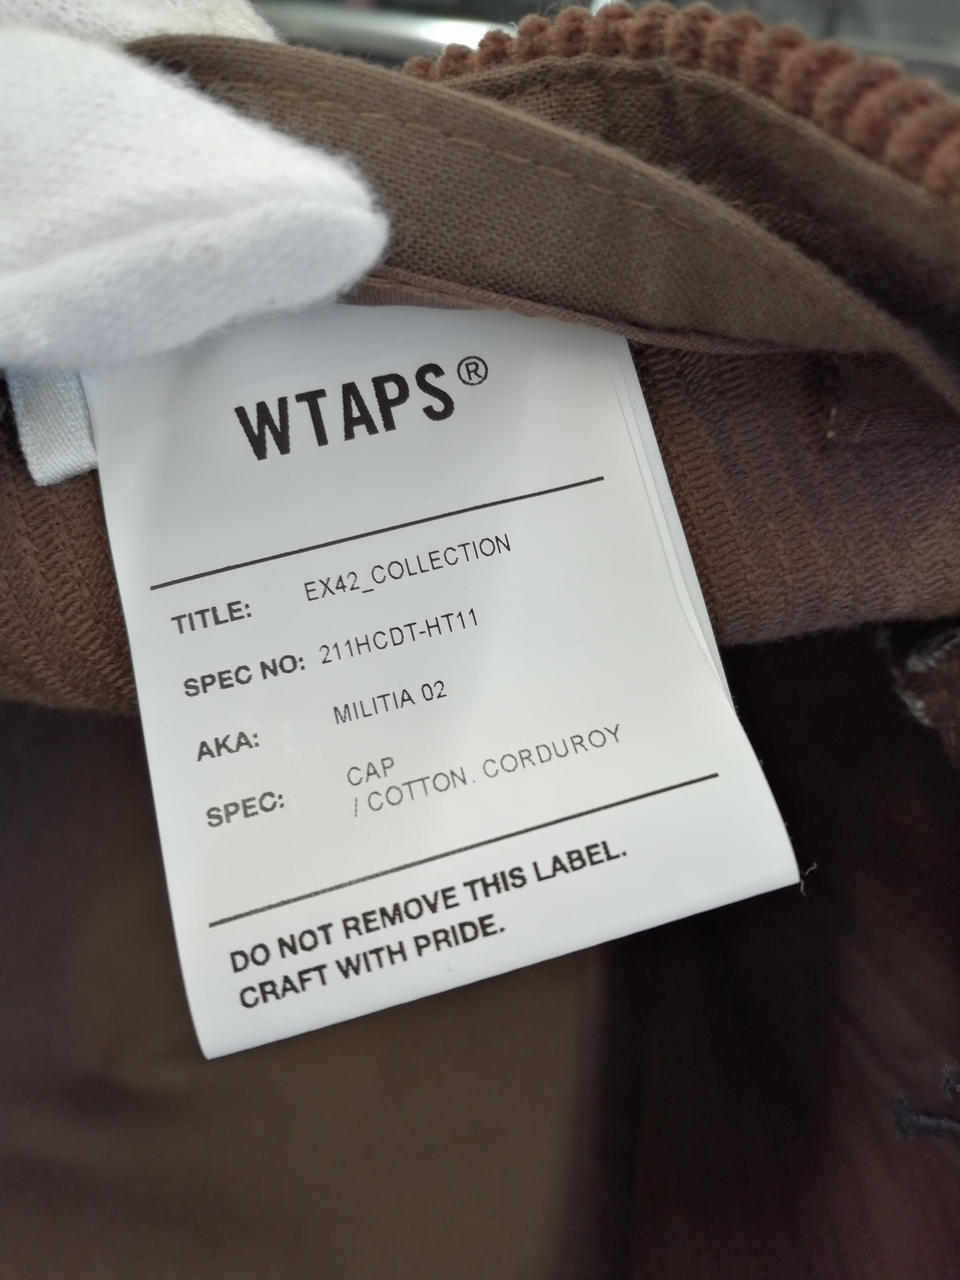 WTAPS®
TITLE: EX42_COLLECTION
SPEC NO: 211HCDT-HT11
AKA: MILITIA 02
SPEC: CAP
/ COTTON. CORDUROY
DO NOT REMOVE THIS LABEL.
CRAFT WITH PRIDE.